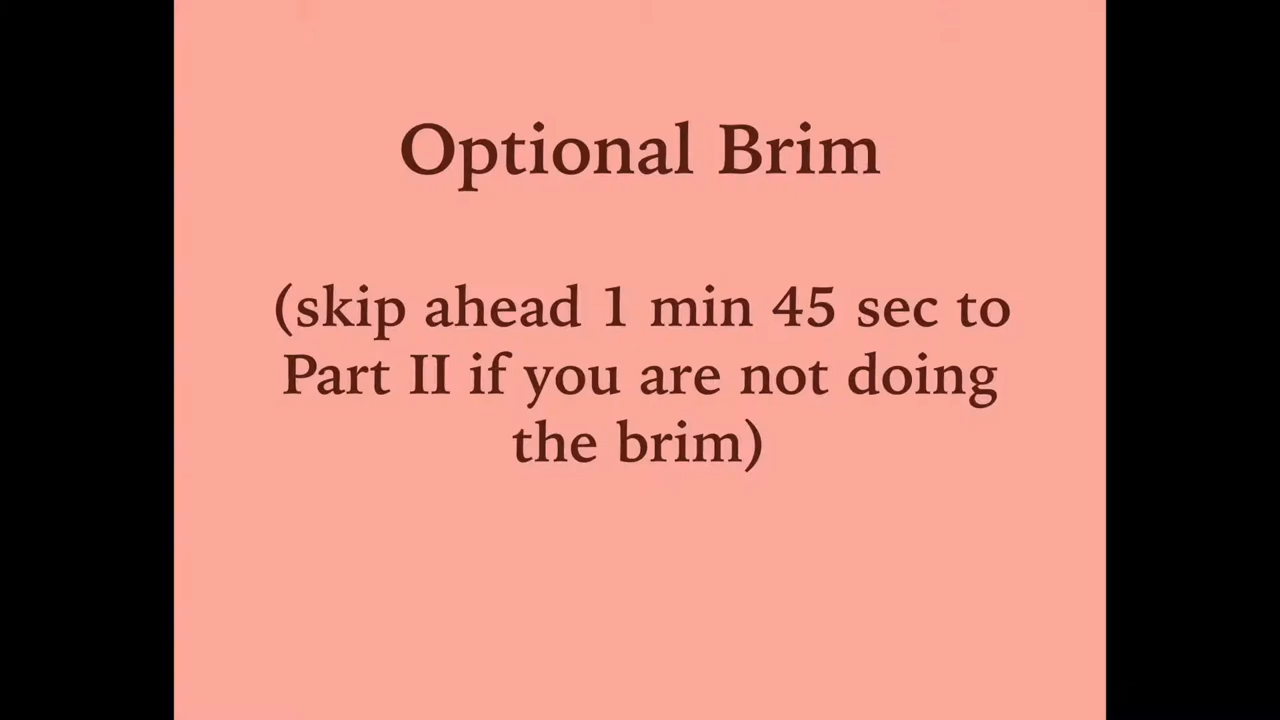 Optional Brim
(skip ahead 1 min 45 sec to
Part II if you are not doing
the brim)